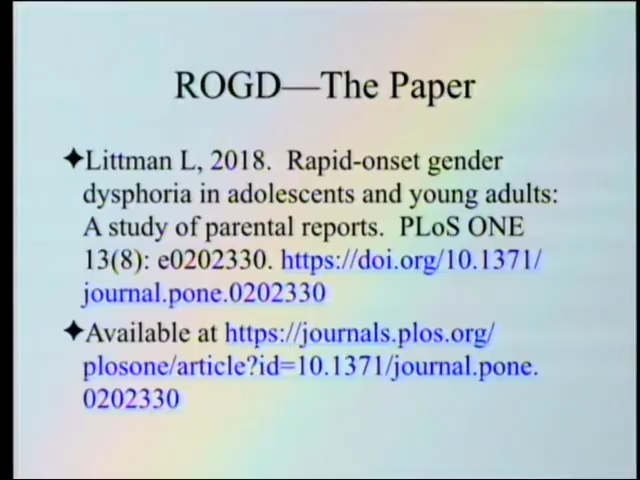 ROGD—The Paper
✦Littman L, 2018. Rapid-onset gender
dysphoria in adolescents and young adults:
A study of parental reports. PLoS ONE
13(8): e0202330. https://doi.org/10.1371/
journal.pone.0202330
✦Available at https://journals.plos.org/
plosone/article?id=10.1371/journal.pone.
0202330